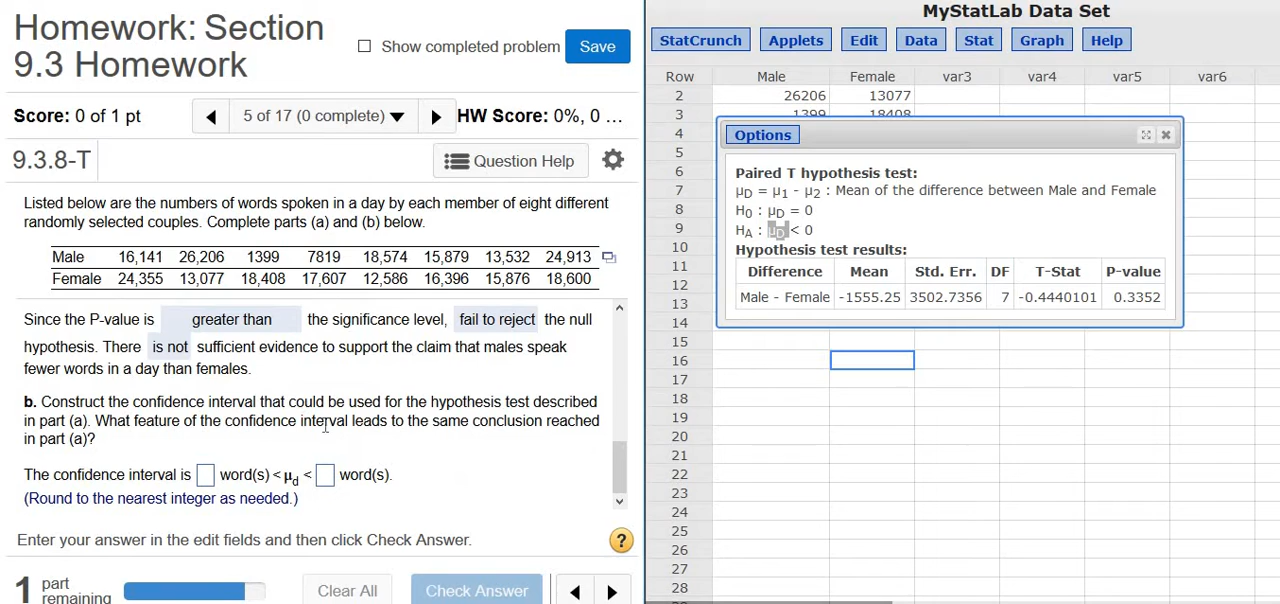 Homework: Section
9.3 Homework
Show completed problem
Save
Score: 0 of 1 pt
5 of 17 (0 complete)
HW Score: 0%, 0 ...
9.3.8-T
Question Help
Listed below are the numbers of words spoken in a day by each member of eight different
randomly selected couples. Complete parts (a) and (b) below.
Male 16,141 26,206 1399 7819 18,574 15,879 13,532 24,913
Female 24,355 13,077 18,408 17,607 12,586 16,396 15,876 18,600
Since the P-value is greater than the significance level, fail to reject the null
hypothesis. There is not sufficient evidence to support the claim that males speak
fewer words in a day than females.
b. Construct the confidence interval that could be used for the hypothesis test described
in part (a). What feature of the confidence interval leads to the same conclusion reached
in part (a)?
The confidence interval is word(s) < μd < word(s).
(Round to the nearest integer as needed.)
Enter your answer in the edit fields and then click Check Answer.
?
1 part
remaining
Clear All
Check Answer
MyStatLab Data Set
StatCrunch Applets Edit Data Stat Graph Help
Row Male Female var3 var4 var5 var6
2 26206 13077
3 1399 18408
4
5
6
7
8
9
10
11
12
13
14
15
16
17
18
19
20
21
22
23
24
25
26
27
28
Options
Paired T hypothesis test:
μD = μ1 - μ2 : Mean of the difference between Male and Female
H0 : μD = 0
HA : μD < 0
Hypothesis test results:
Difference Mean Std. Err. DF T-Stat P-value
Male - Female -1555.25 3502.7356 7 -0.4440101 0.3352